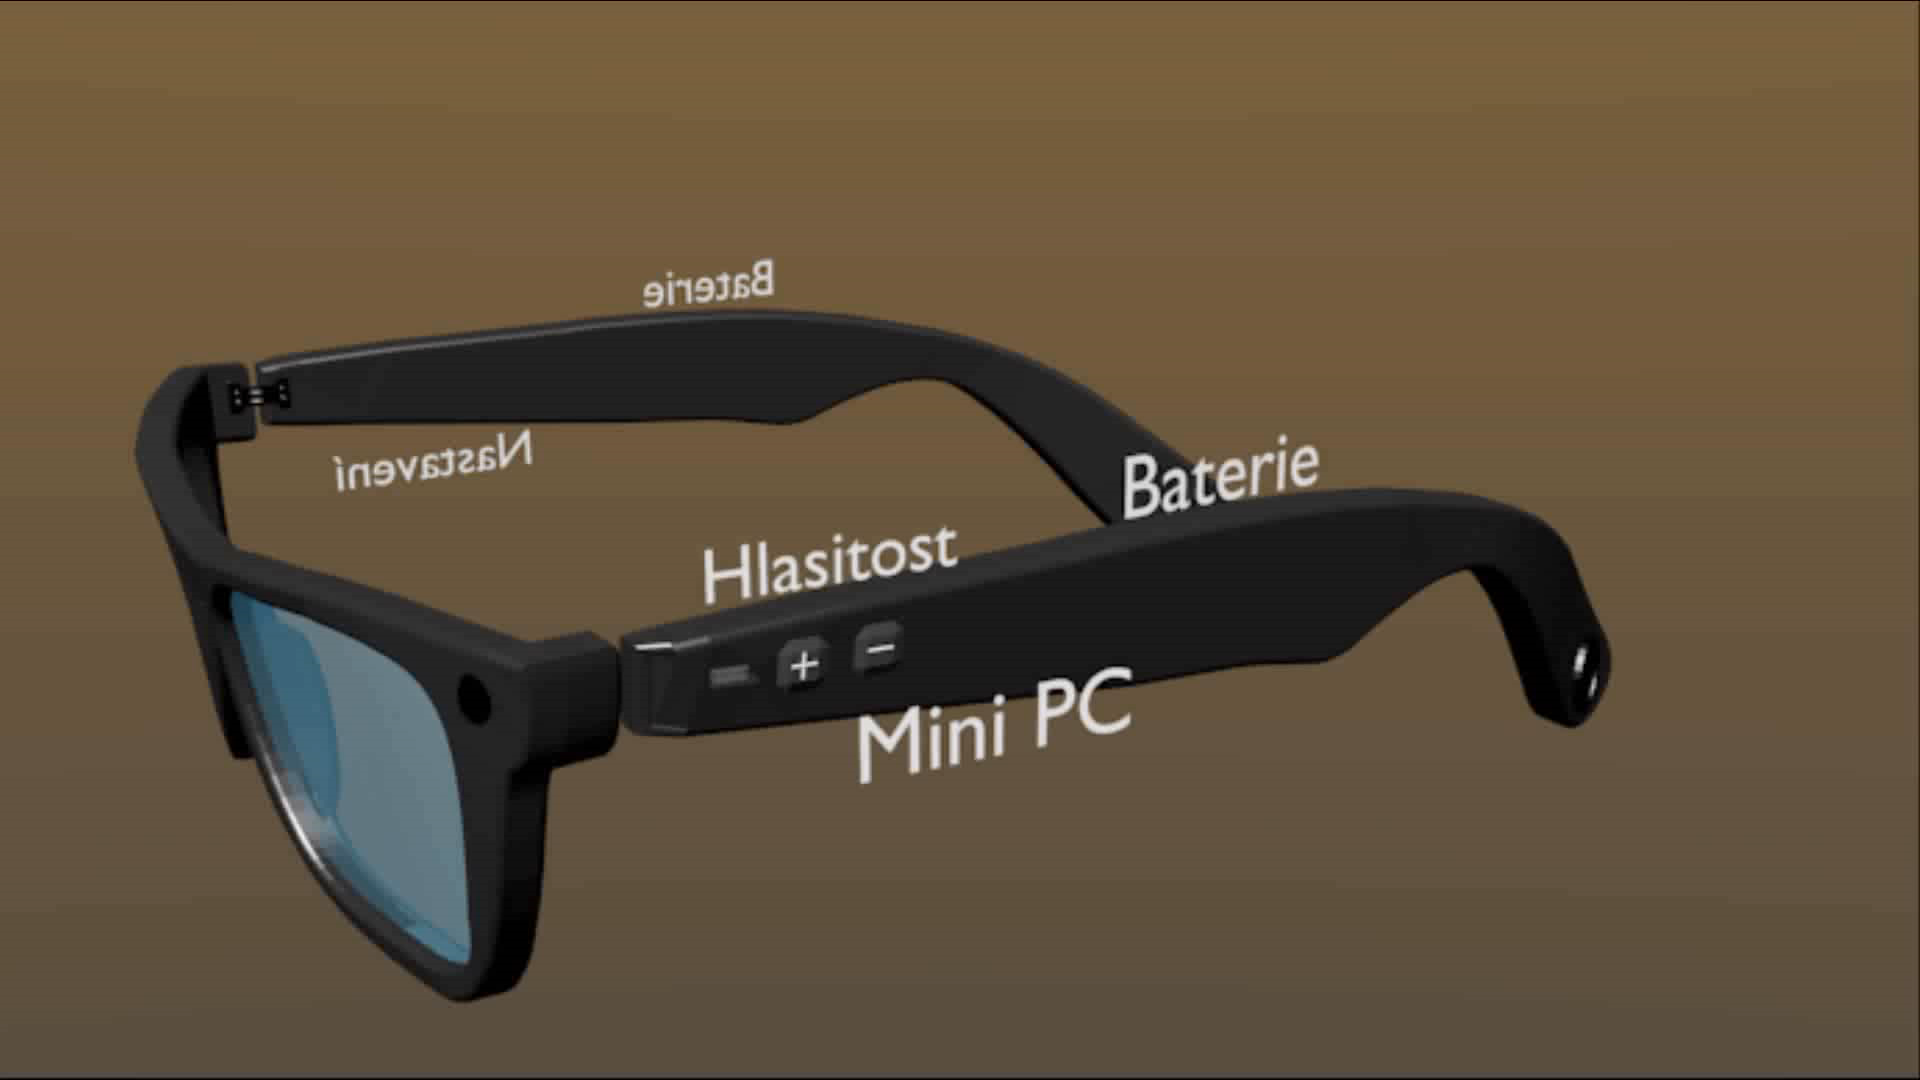 Baterie
Nastavení
Baterie
Hlasitost
+ −
Mini PC